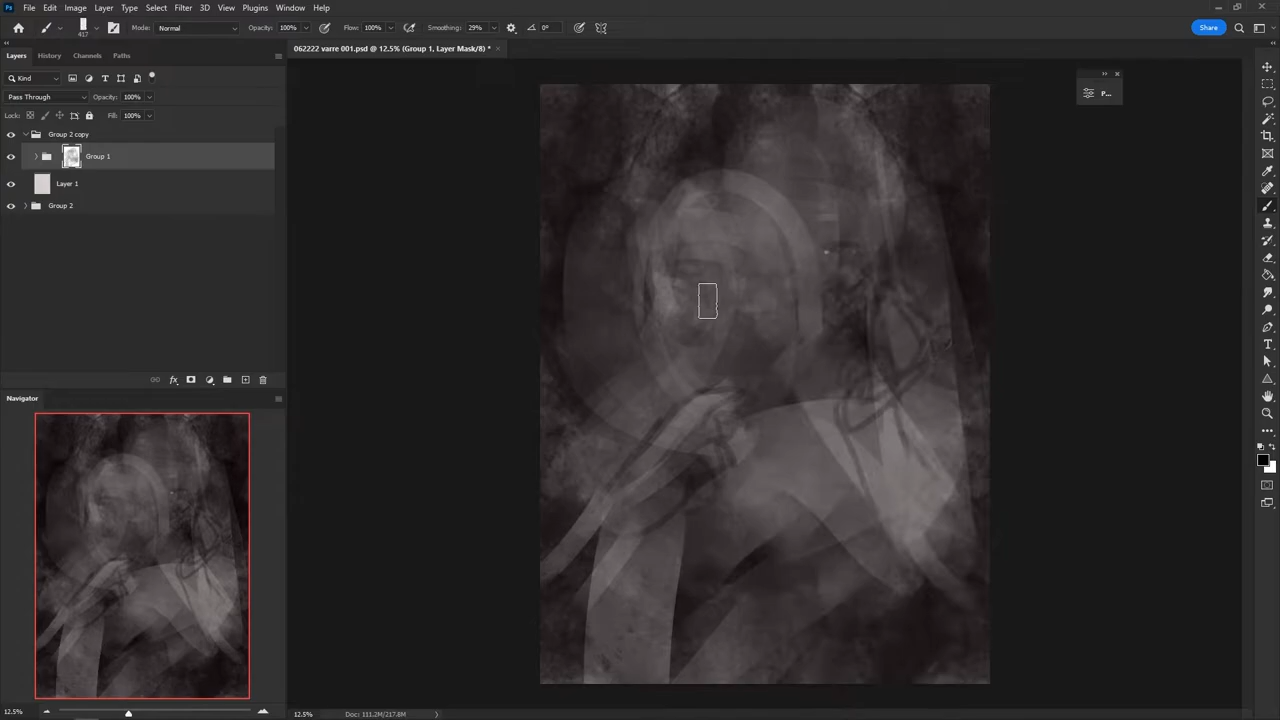 Ps File Edit Image Layer Type Select Filter 3D View Plugins Window Help
417 Mode: Normal Opacity: 100% Flow: 100% Smoothing: 29% 0° Share
Layers History Channels Paths
062222 varre 001.psd @ 12.5% (Group 1, Layer Mask/8) *
Kind
P...
Pass Through Opacity: 100%
Lock: Fill: 100%
Group 2 copy
Group 1
Layer 1
Group 2
fx
Navigator
12.5%
12.5% Doc: 111.2M/217.8M